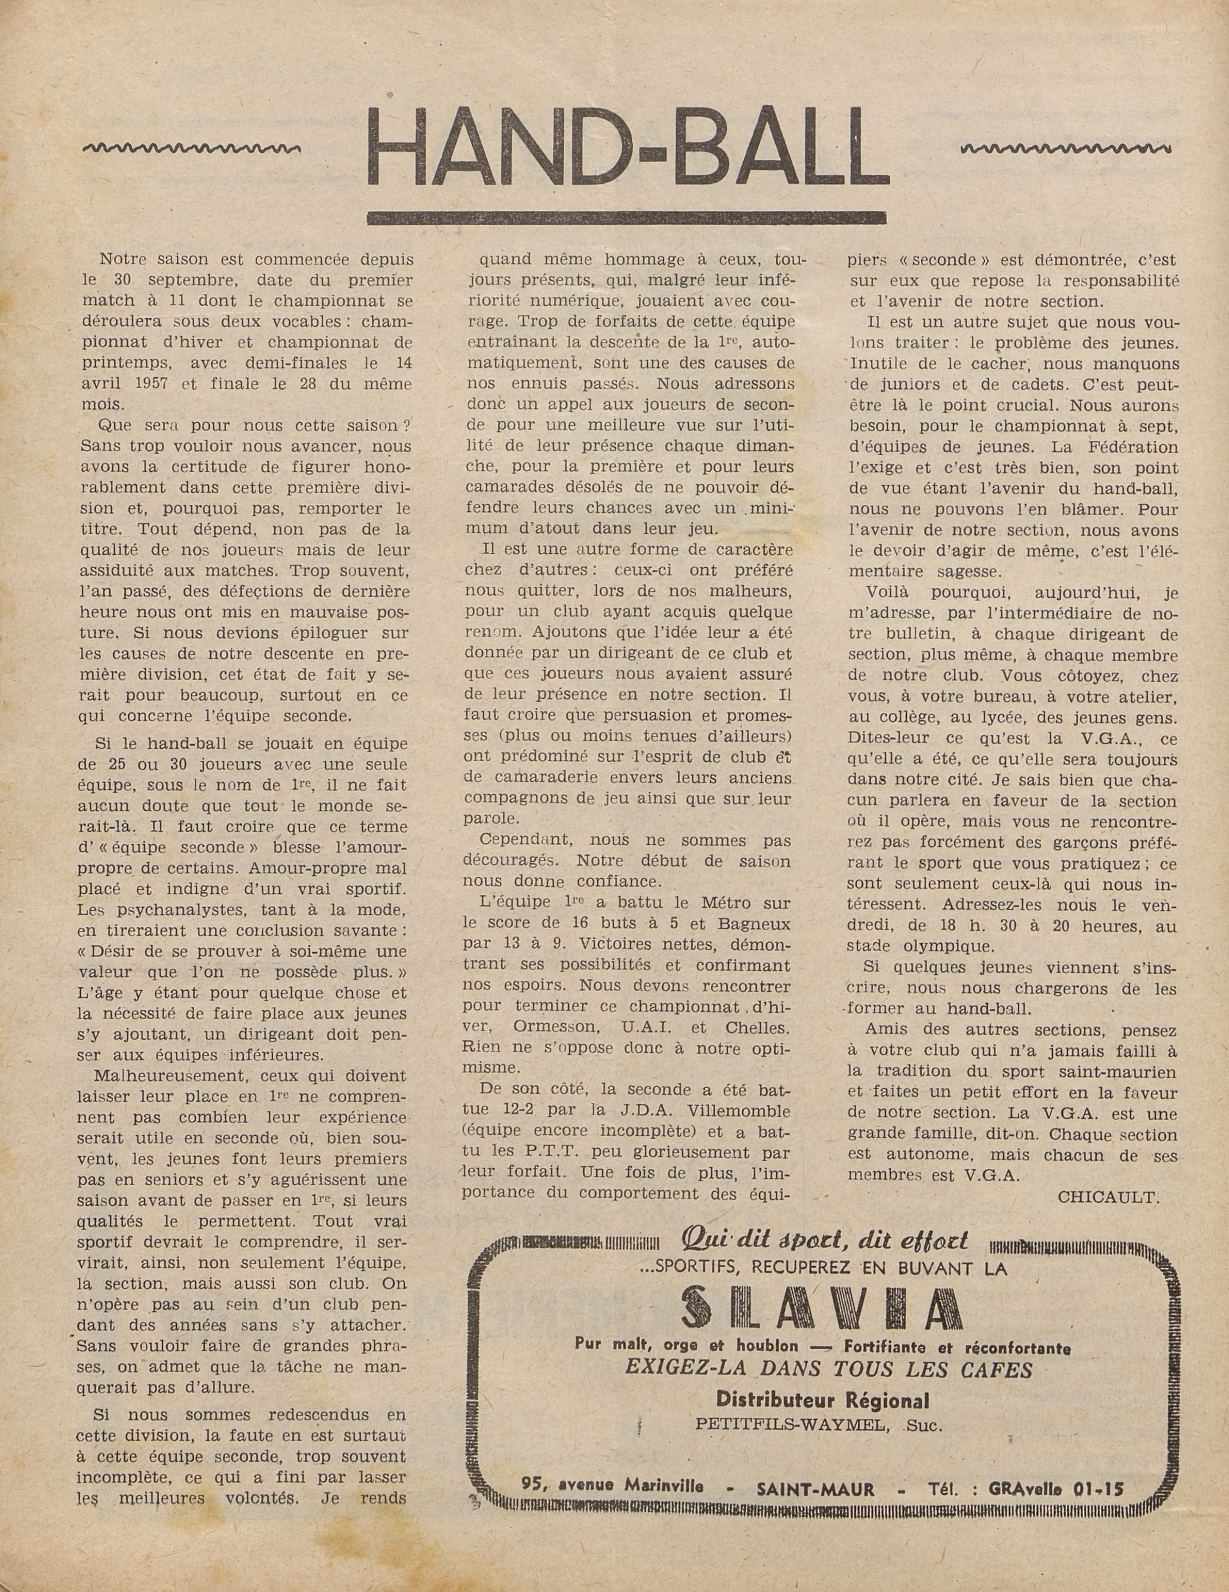 HAND-BALL
Notre saison est commencée depuis
le 30 septembre, date du premier
match à 11 dont le championnat se
déroulera sous deux vocables : cham-
pionnat d'hiver et championnat de
printemps, avec demi-finales le 14
avril 1957 et finale le 28 du même
mois.
Que sera pour nous cette saison ?
Sans trop vouloir nous avancer, nous
avons la certitude de figurer hono-
rablement dans cette première divi-
sion et, pourquoi pas, remporter le
titre. Tout dépend, non pas de la
qualité de nos joueurs mais de leur
assiduité aux matches. Trop souvent,
l'an passé, des défections de dernière
heure nous ont mis en mauvaise pos-
ture. Si nous devions épiloguer sur
les causes de notre descente en pre-
mière division, cet état de fait y se-
rait pour beaucoup, surtout en ce
qui concerne l'équipe seconde.
Si le hand-ball se jouait en équipe
de 25 ou 30 joueurs avec une seule
équipe, sous le nom de 1re, il ne fait
aucun doute que tout le monde se-
rait-là. Il faut croire que ce terme
d' « équipe seconde » blesse l'amour-
propre de certains. Amour-propre mal
placé et indigne d'un vrai sportif.
Les psychanalystes, tant à la mode,
en tireraient une conclusion savante :
« Désir de se prouver à soi-même une
valeur que l'on ne possède plus. »
L'âge y étant pour quelque chose et
la nécessité de faire place aux jeunes
s'y ajoutant, un dirigeant doit pen-
ser aux équipes inférieures.
Malheureusement, ceux qui doivent
laisser leur place en 1re ne compren-
nent pas combien leur expérience
serait utile en seconde où, bien sou-
vent, les jeunes font leurs premiers
pas en seniors et s'y aguérissent une
saison avant de passer en 1re, si leurs
qualités le permettent. Tout vrai
sportif devrait le comprendre, il ser-
virait, ainsi, non seulement l'équipe,
la section, mais aussi son club. On
n'opère pas au sein d'un club pen-
dant des années sans s'y attacher.
Sans vouloir faire de grandes phra-
ses, on admet que la tâche ne man-
querait pas d'allure.
Si nous sommes redescendus en
cette division, la faute en est surtout
à cette équipe seconde, trop souvent
incomplète, ce qui a fini par lasser
les meilleures volontés. Je rends
quand même hommage à ceux, tou-
jours présents, qui, malgré leur infé-
riorité numérique, jouaient avec cou-
rage. Trop de forfaits de cette équipe
entraînant la descente de la 1re, auto-
matiquement, sont une des causes de
nos ennuis passés. Nous adressons
donc un appel aux joueurs de secon-
de pour une meilleure vue sur l'uti-
lité de leur présence chaque diman-
che, pour la première et pour leurs
camarades désolés de ne pouvoir dé-
fendre leurs chances avec un mini-
mum d'atout dans leur jeu.
Il est une autre forme de caractère
chez d'autres : ceux-ci ont préféré
nous quitter, lors de nos malheurs,
pour un club ayant acquis quelque
renom. Ajoutons que l'idée leur a été
donnée par un dirigeant de ce club et
que ces joueurs nous avaient assuré
de leur présence en notre section. Il
faut croire que persuasion et promes-
ses (plus ou moins tenues d'ailleurs)
ont prédominé sur l'esprit de club et
de camaraderie envers leurs anciens
compagnons de jeu ainsi que sur leur
parole.
Cependant, nous ne sommes pas
découragés. Notre début de saison
nous donne confiance.
L'équipe 1re a battu le Métro sur
le score de 16 buts à 5 et Bagneux
par 13 à 9. Victoires nettes, démon-
trant ses possibilités et confirmant
nos espoirs. Nous devons rencontrer
pour terminer ce championnat d'hi-
ver, Ormesson, U.A.I. et Chelles.
Rien ne s'oppose donc à notre opti-
misme.
De son côté, la seconde a été bat-
tue 12-2 par la J.D.A. Villemomble
(équipe encore incomplète) et a bat-
tu les P.T.T. peu glorieusement par
leur forfait. Une fois de plus, l'im-
portance du comportement des équi-
piers « seconde » est démontrée, c'est
sur eux que repose la responsabilité
et l'avenir de notre section.
Il est un autre sujet que nous vou-
lons traiter : le problème des jeunes.
Inutile de le cacher, nous manquons
de juniors et de cadets. C'est peut-
être là le point crucial. Nous aurons
besoin, pour le championnat à sept,
d'équipes de jeunes. La Fédération
l'exige et c'est très bien, son point
de vue étant l'avenir du hand-ball,
nous ne pouvons l'en blâmer. Pour
l'avenir de notre section, nous avons
le devoir d'agir de même, c'est l'élé-
mentaire sagesse.
Voilà pourquoi, aujourd'hui, je
m'adresse, par l'intermédiaire de no-
tre bulletin, à chaque dirigeant de
section, plus même, à chaque membre
de notre club. Vous côtoyez, chez
vous, à votre bureau, à votre atelier,
au collège, au lycée, des jeunes gens.
Dites-leur ce qu'est la V.G.A., ce
qu'elle a été, ce qu'elle sera toujours
dans notre cité. Je sais bien que cha-
cun parlera en faveur de la section
où il opère, mais vous ne rencontre-
rez pas forcément des garçons préfé-
rant le sport que vous pratiquez ; ce
sont seulement ceux-là qui nous in-
téressent. Adressez-les nous le ven-
dredi, de 18 h. 30 à 20 heures, au
stade olympique.
Si quelques jeunes viennent s'ins-
crire, nous nous chargerons de les
former au hand-ball.
Amis des autres sections, pensez
à votre club qui n'a jamais failli à
la tradition du sport saint-maurien
et faites un petit effort en la faveur
de notre section. La V.G.A. est une
grande famille, dit-on. Chaque section
est autonome, mais chacun de ses
membres est V.G.A.
CHICAULT.
Qui dit sport, dit effort
...SPORTIFS, RECUPEREZ EN BUVANT LA
SLAVIA
Pur malt, orge et houblon — Fortifiante et réconfortante
EXIGEZ-LA DANS TOUS LES CAFES
Distributeur Régional
PETITFILS-WAYMEL, Suc.
95, avenue Marinville - SAINT-MAUR - Tél. : GRAvelle 01-15